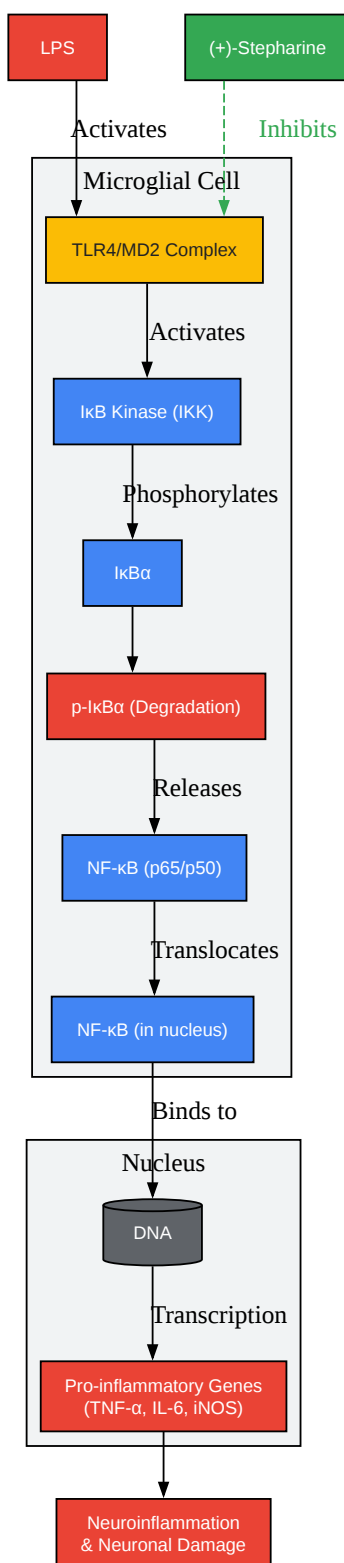 LPS
(+)-Stepharine
Activates
Inhibits
Microglial Cell
TLR4/MD2 Complex
Activates
IκB Kinase (IKK)
Phosphorylates
IκBα
p-IκBα (Degradation)
Releases
NF-κB (p65/p50)
Translocates
NF-κB (in nucleus)
Binds to
Nucleus
DNA
Transcription
Pro-inflammatory Genes
(TNF-α, IL-6, iNOS)
Neuroinflammation
& Neuronal Damage